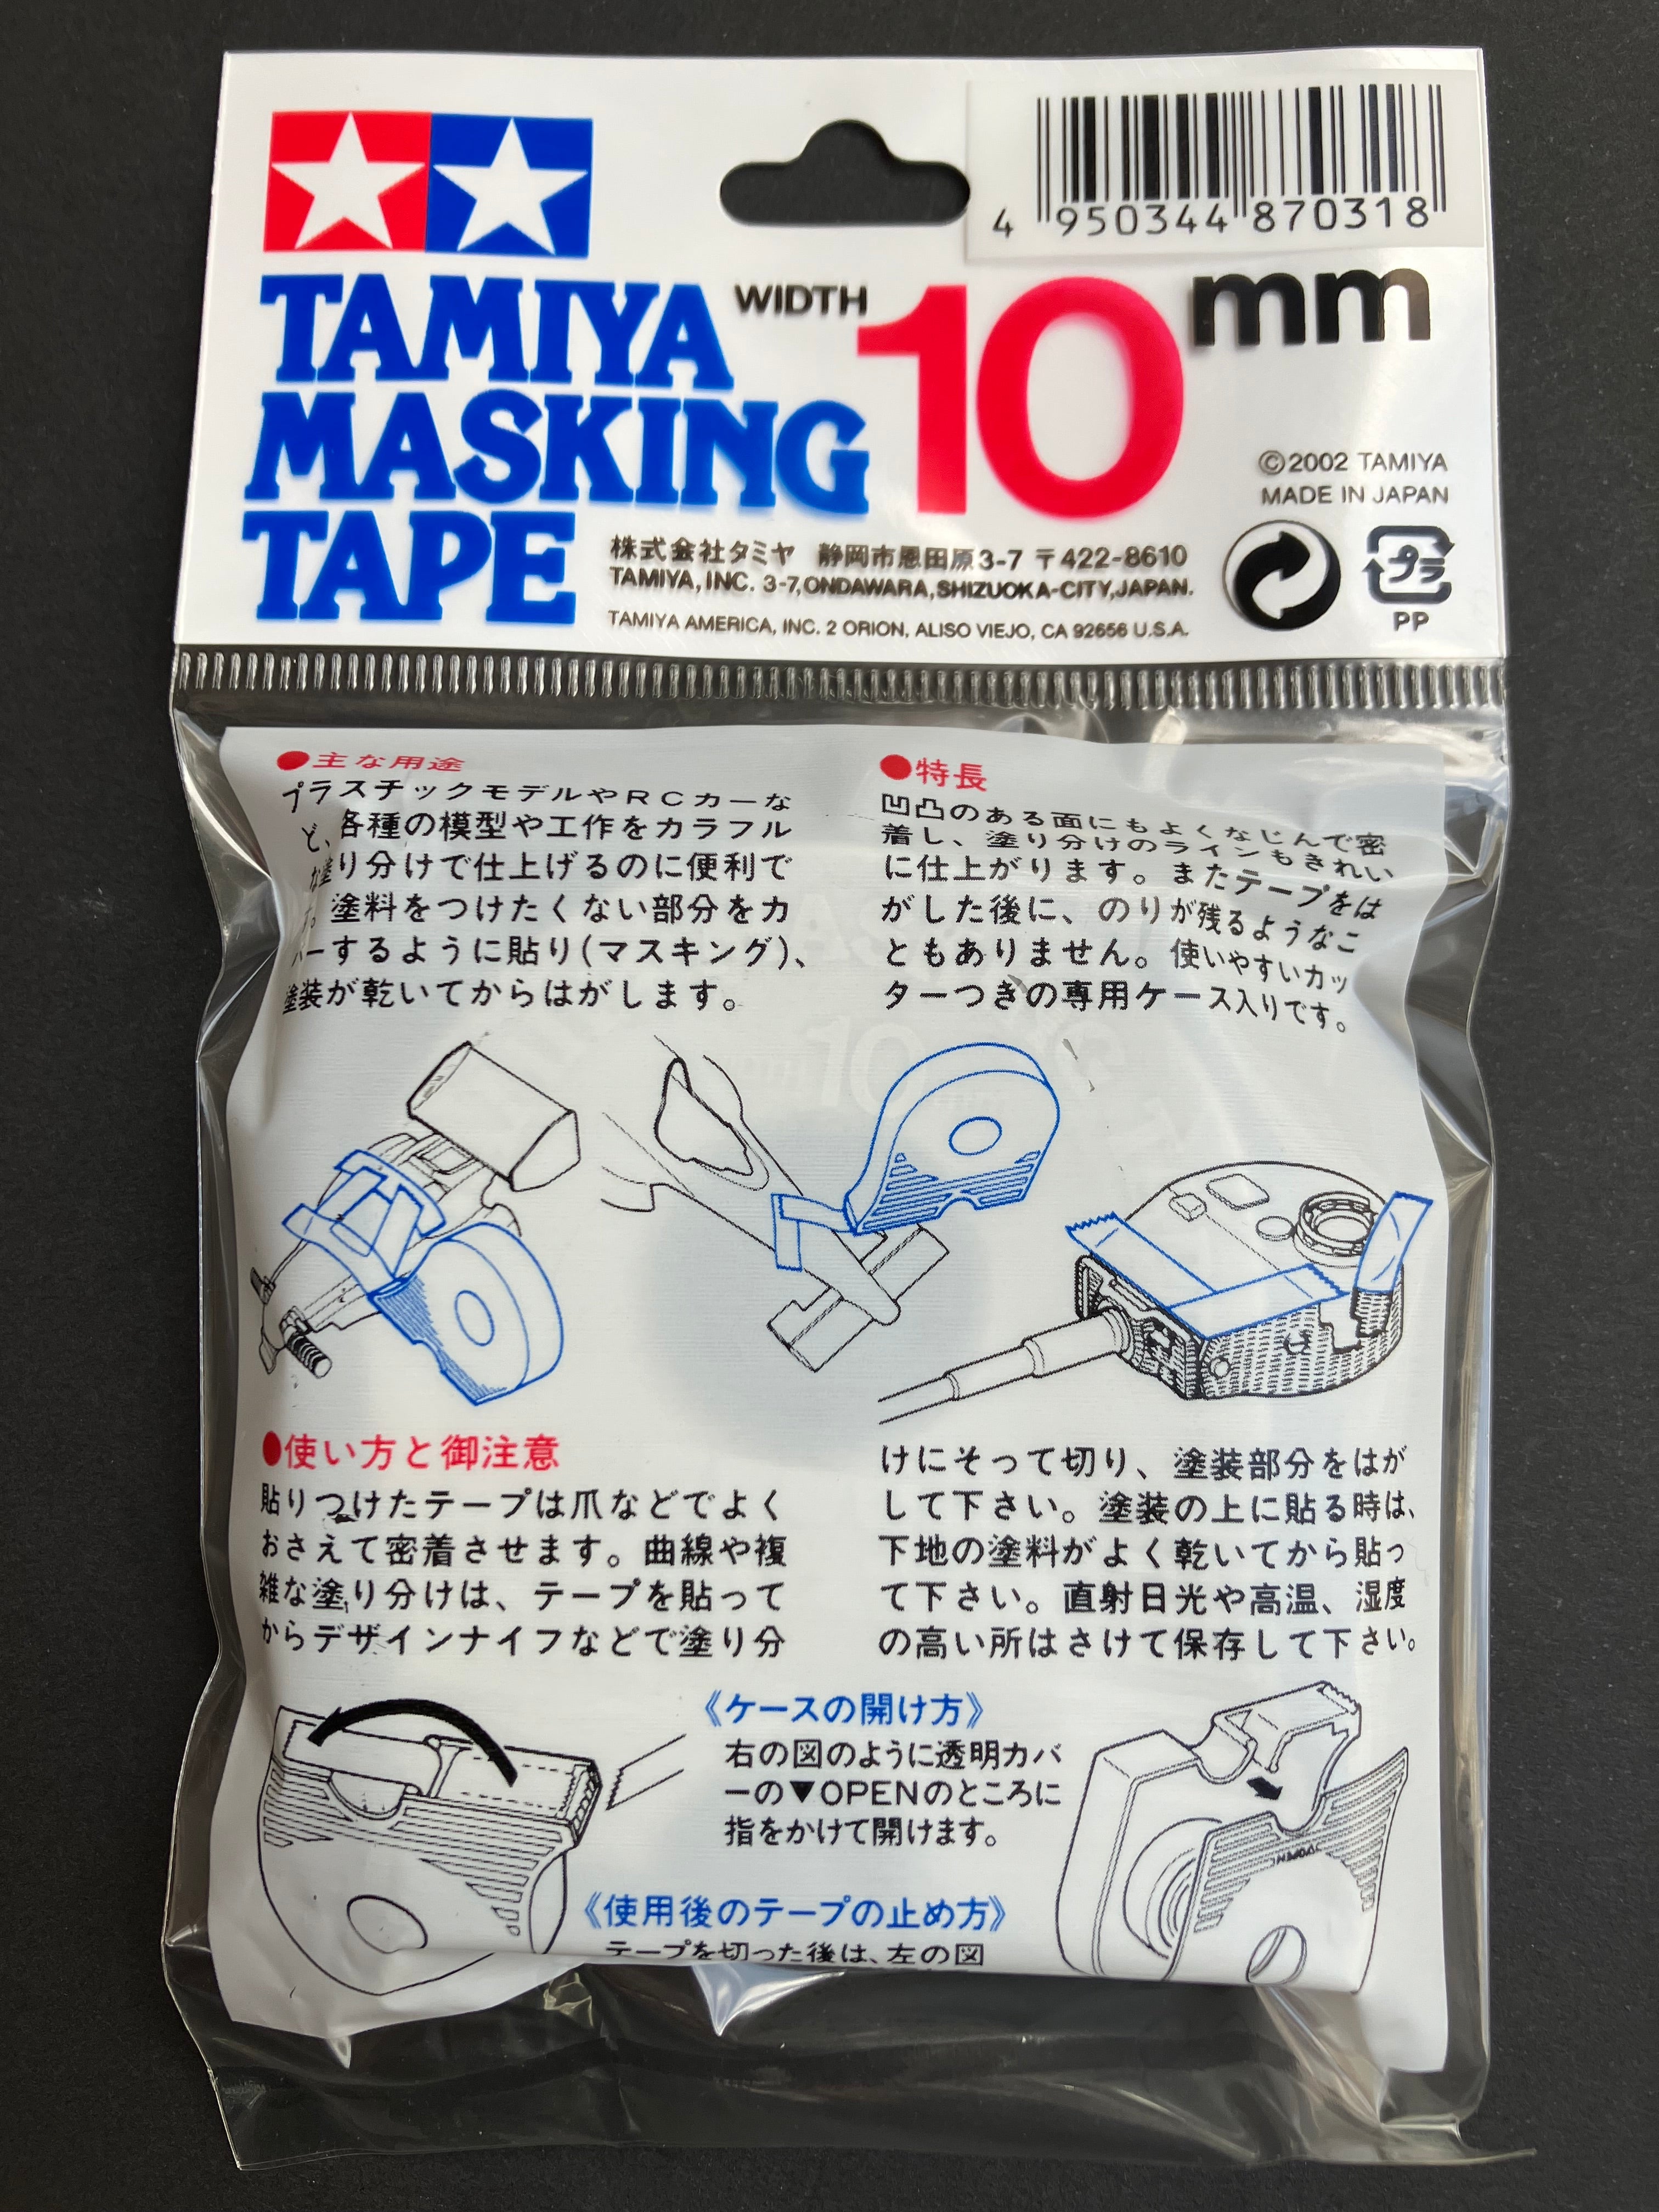 4 950344 870318
TAMIYA
MASKING
TAPE
WIDTH 10 mm
©2002 TAMIYA
MADE IN JAPAN
株式会社タミヤ 静岡市恩田原3-7 〒422-8610
TAMIYA, INC. 3-7, ONDAWARA, SHIZUOKA-CITY, JAPAN.
TAMIYA AMERICA, INC. 2 ORION, ALISO VIEJO, CA 92656 U.S.A.
プラ
PP
●主な用途
プラスチックモデルやRCカーな
ど、各種の模型や工作をカラフル
な塗り分けで仕上げるのに便利で
す。塗料をつけたくない部分をカ
バーするように貼り(マスキング)、
塗装が乾いてからはがします。
●特長
凹凸のある面にもよくなじんで密
着し、塗り分けのラインもきれい
に仕上がります。またテープをは
がした後に、のりが残るようなこ
ともありません。使いやすいカッ
ターつきの専用ケース入りです。
●使い方と御注意
貼りつけたテープは爪などでよく
おさえて密着させます。曲線や複
雑な塗り分けは、テープを貼って
からデザインナイフなどで塗り分
けにそって切り、塗装部分をはが
して下さい。塗装の上に貼る時は、
下地の塗料がよく乾いてから貼っ
て下さい。直射日光や高温、湿度
の高い所はさけて保存して下さい。
《ケースの開け方》
右の図のように透明カバ
ーの▼OPENのところに
指をかけて開けます。
▼OPEN
《使用後のテープの止め方》
テープを切った後は、左の図